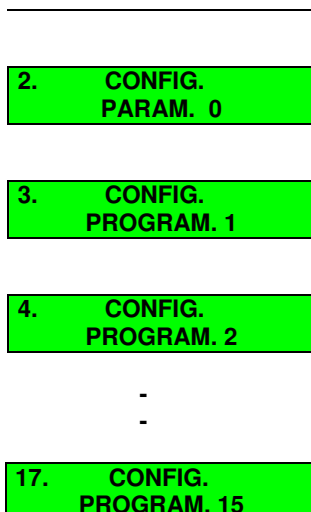 2. CONFIG.
PARAM. 0
3. CONFIG.
PROGRAM. 1
4. CONFIG.
PROGRAM. 2
-
-
17. CONFIG.
PROGRAM. 15